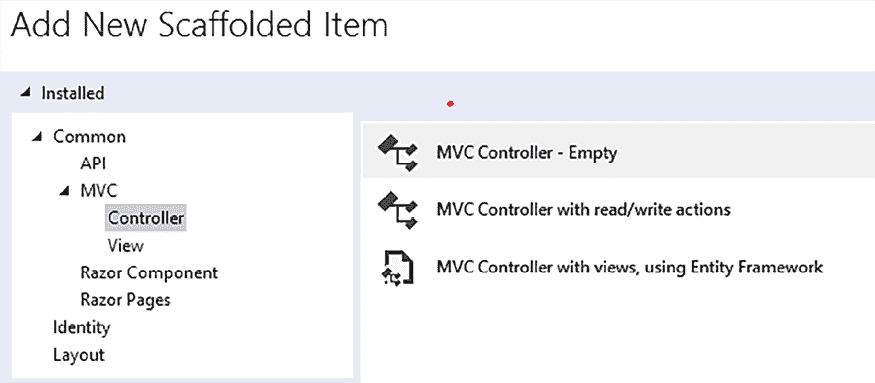 Add New Scaffolded Item
Installed
Common
API
MVC
Controller
View
Razor Component
Razor Pages
Identity
Layout
MVC Controller - Empty
MVC Controller with read/write actions
MVC Controller with views, using Entity Framework